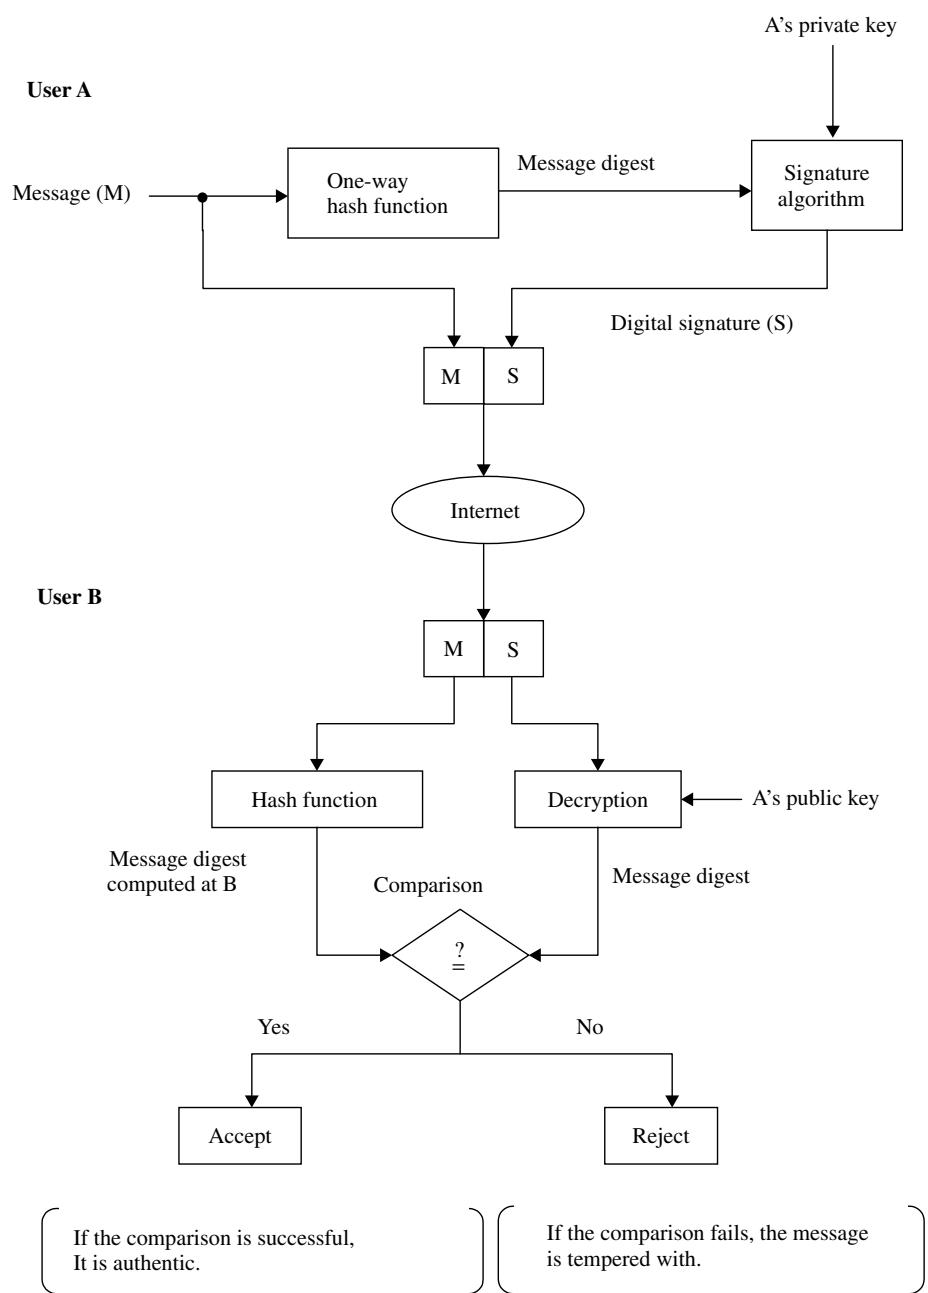 A's private key
User A
Message (M)
One-way
hash function
Message digest
Signature
algorithm
Digital signature (S)
M
S
Internet
User B
M
S
Hash function
Decryption
A's public key
Message digest
computed at B
Comparison
Message digest
?
=
Yes
No
Accept
Reject
If the comparison is successful,
It is authentic.
If the comparison fails, the message
is tempered with.